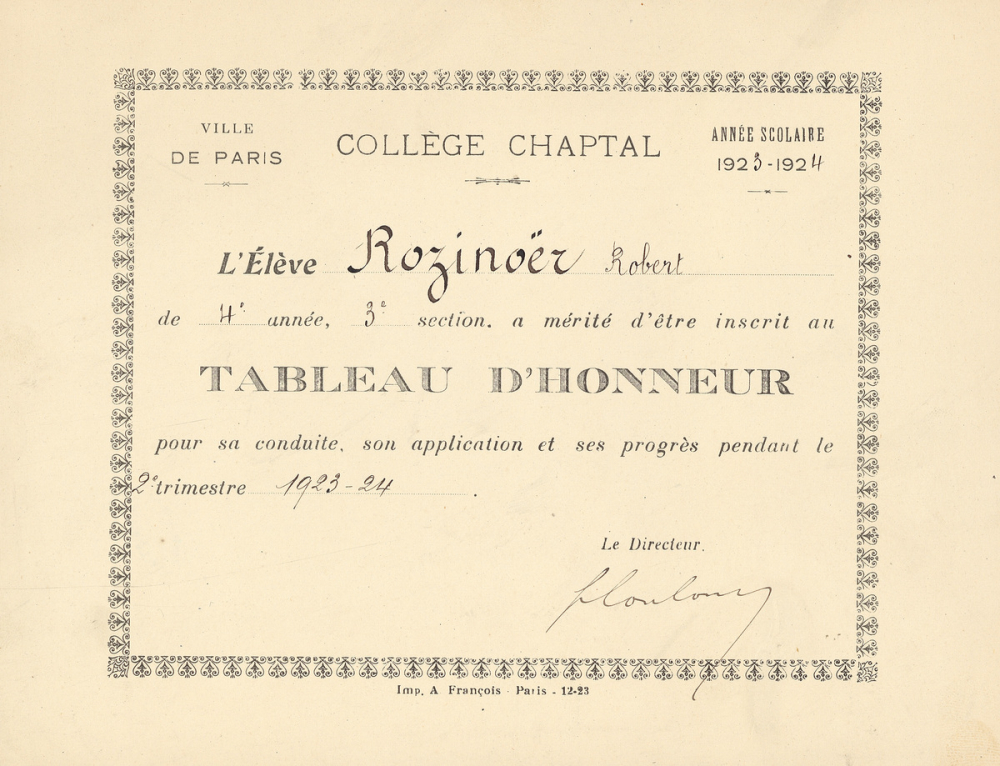 VILLE
DE PARIS
COLLÈGE CHAPTAL
ANNÉE SCOLAIRE
1923-1924
L'Élève Rozinoër Robert
de 4e année, 3e section. a mérité d'être inscrit au
TABLEAU D'HONNEUR
pour sa conduite, son application et ses progrès pendant le
2e trimestre 1923-24.
Le Directeur.
Imp. A François - Paris - 12-23